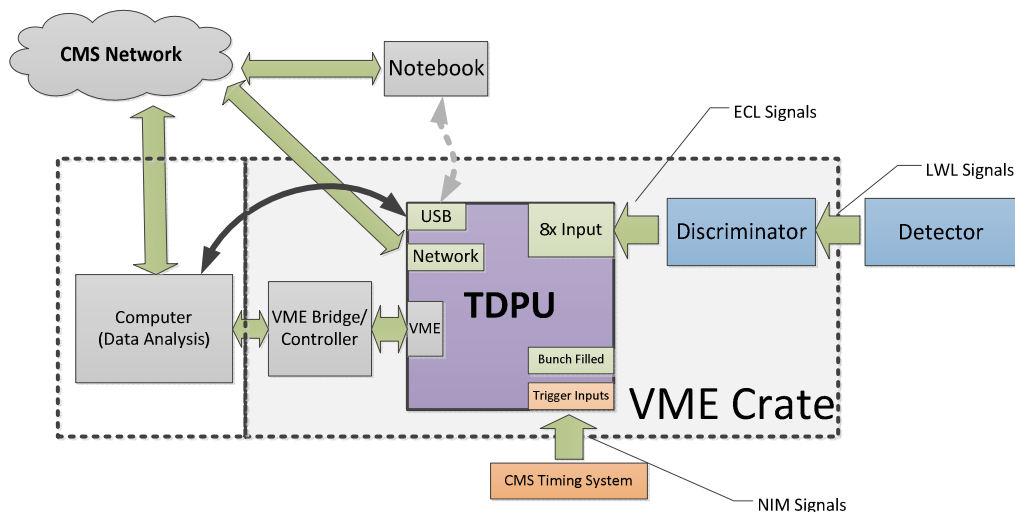 CMS Network
Notebook
ECL Signals
LWL Signals
USB
8x Input
Discriminator
Detector
Network
TDPU
Computer
(Data Analysis)
VME Bridge/
Controller
VME
Bunch Filled
Trigger Inputs
VME Crate
CMS Timing System
NIM Signals